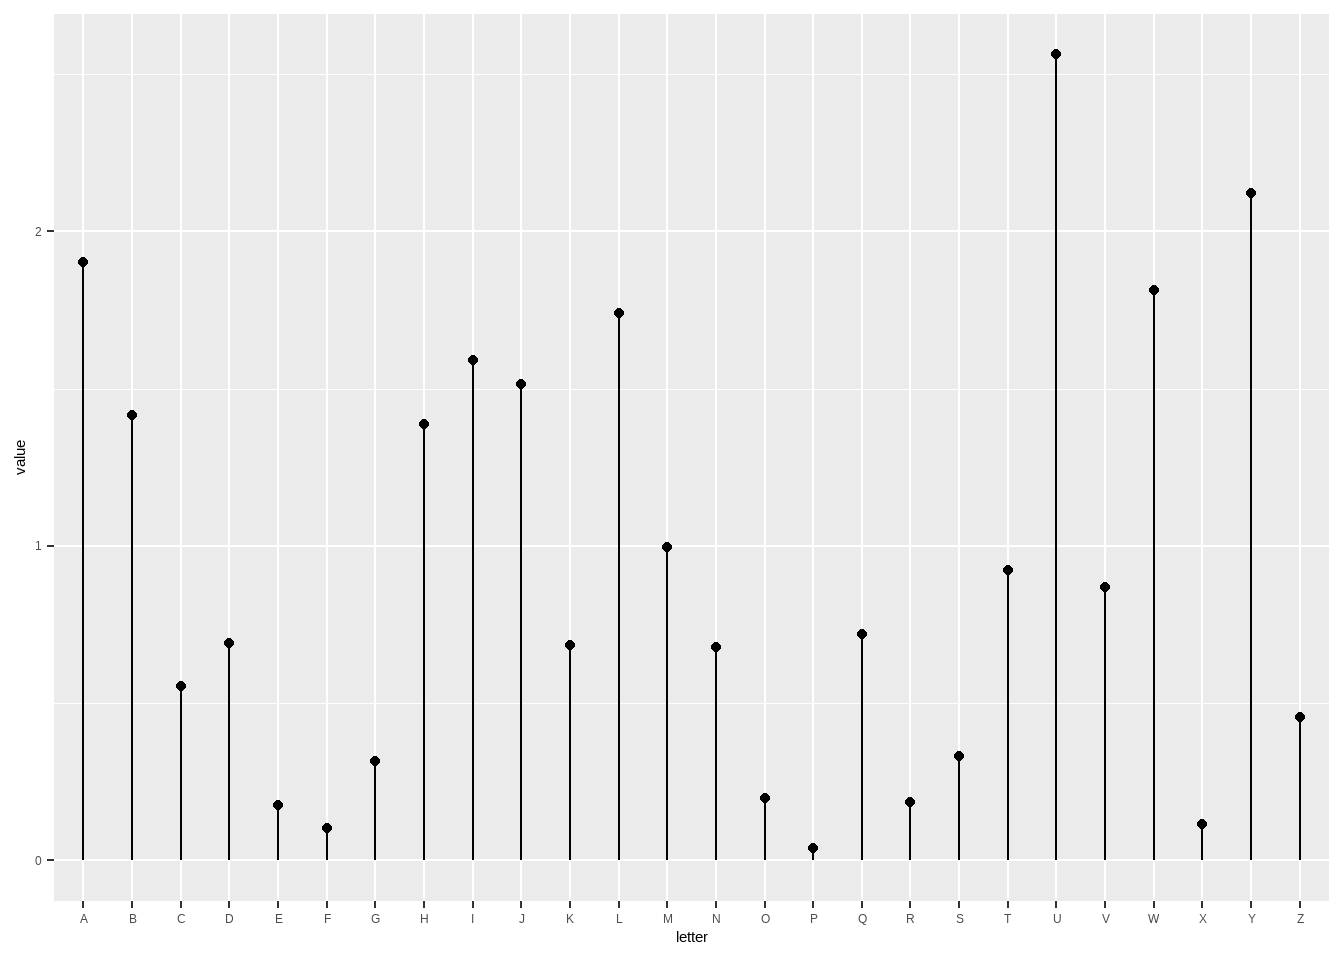 value
2
1
0
A B C D E F G H I J K L M N O P Q R S T U V W X Y Z
letter